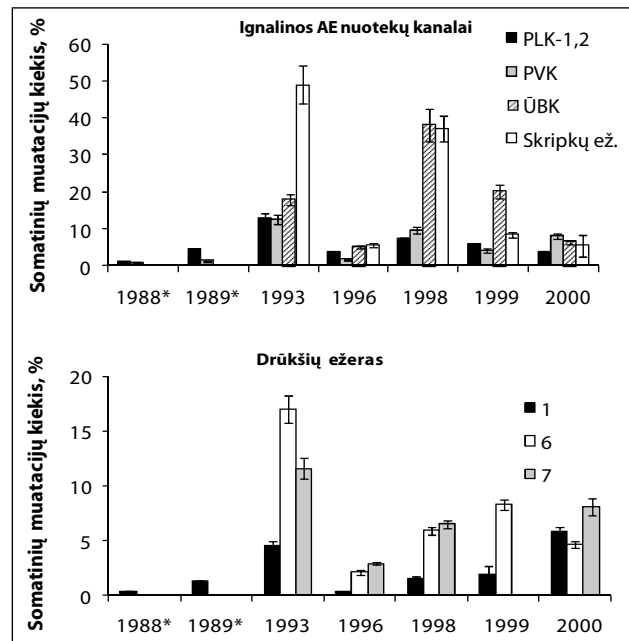 Ignalinos AE nuotekų kanalai
Somatinių muatacijų kiekis, %
60
50
40
30
20
10
0
PLK-1,2
PVK
ŪBK
Skripkų ež.
1988* 1989* 1993 1996 1998 1999 2000
Drūkšių ežeras
Somatinių muatacijų kiekis, %
20
15
10
5
0
1
6
7
1988* 1989* 1993 1996 1998 1999 2000